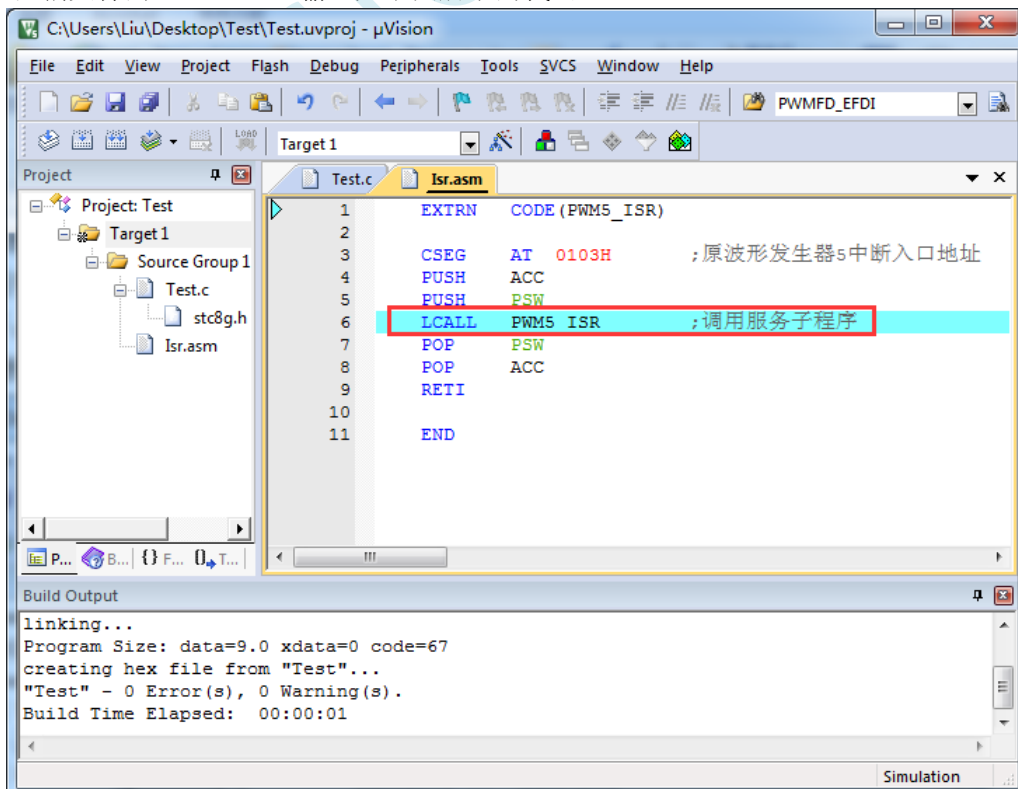 C:\Users\Liu\Desktop\Test\Test.uvproj - µVision
File Edit View Project Flash Debug Peripherals Tools SVCS Window Help
PWMFD_EFDI
LOAD Target 1
Project
Test.c Isr.asm
Project: Test
Target 1
Source Group 1
Test.c
stc8g.h
Isr.asm
1 EXTRN CODE(PWM5_ISR)
2
3 CSEG AT 0103H ;原波形发生器5中断入口地址
4 PUSH ACC
5 PUSH PSW
6 LCALL PWM5 ISR ;调用服务子程序
7 POP PSW
8 POP ACC
9 RETI
10
11 END
P... B... {} F... 0 T...
Build Output
linking...
Program Size: data=9.0 xdata=0 code=67
creating hex file from "Test"...
"Test" - 0 Error(s), 0 Warning(s).
Build Time Elapsed: 00:00:01
Simulation